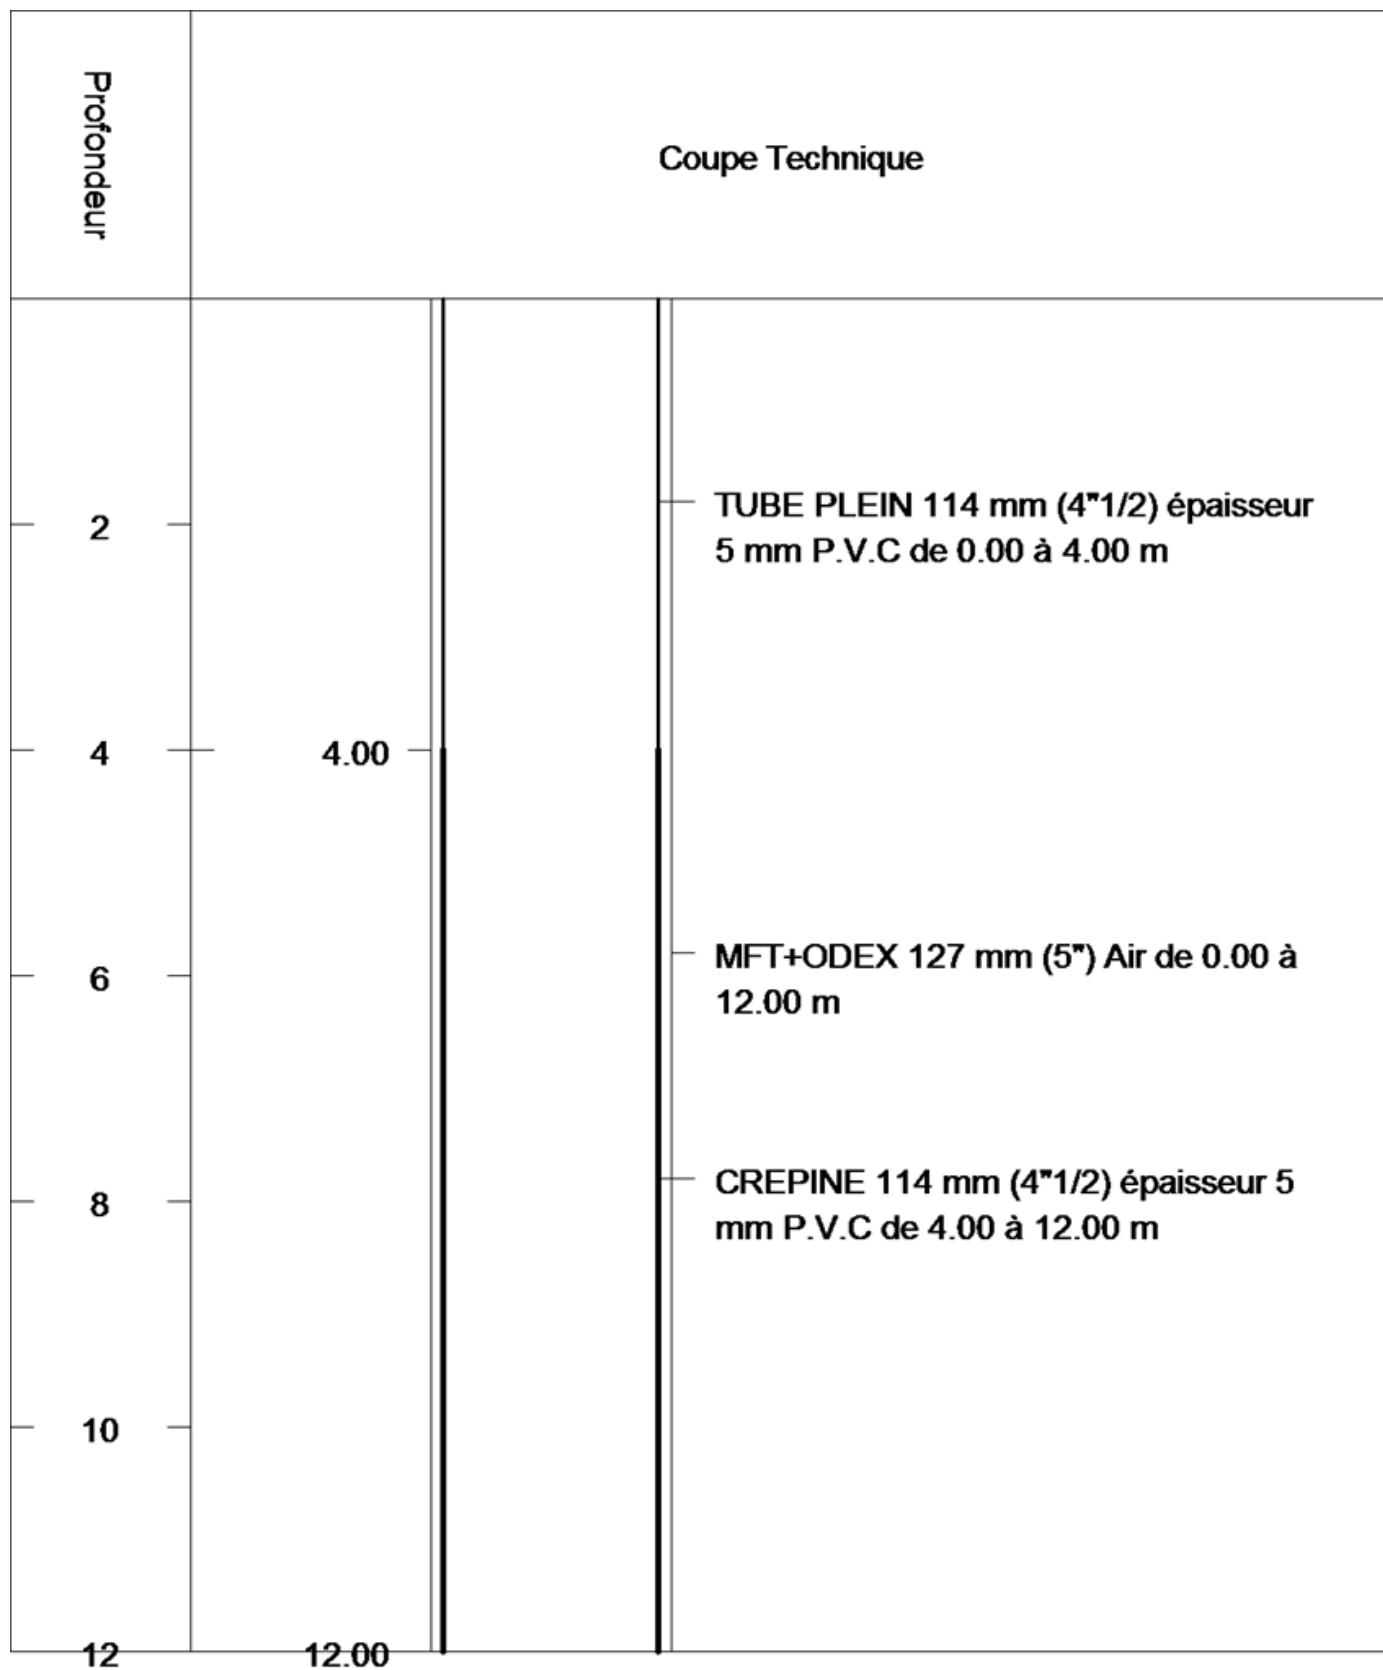 Profondeur
Coupe Technique
TUBE PLEIN 114 mm (4"1/2) épaisseur
5 mm P.V.C de 0.00 à 4.00 m
2
4
4.00
MFT+ODEX 127 mm (5") Air de 0.00 à
12.00 m
6
CREPINE 114 mm (4"1/2) épaisseur 5
mm P.V.C de 4.00 à 12.00 m
8
10
12
12.00